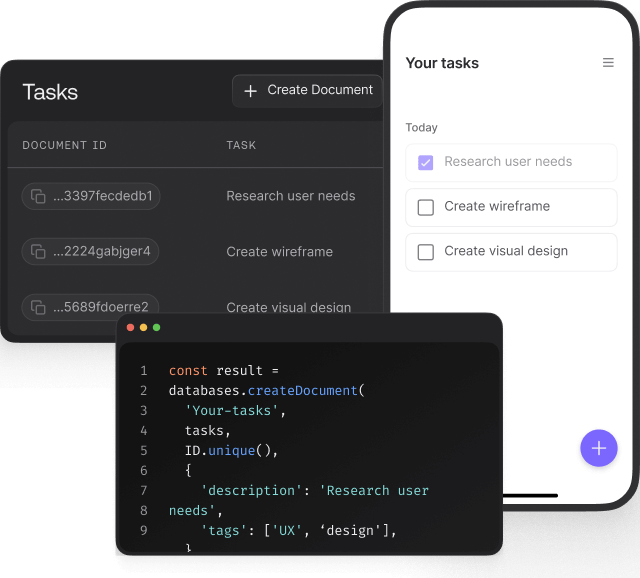 Tasks
Create Document
DOCUMENT ID TASK
...3397fecdedb1 Research user needs
...2224gabjger4 Create wireframe
...5689fdoerre2 Create visual design
Your tasks
Today
Research user needs
Create wireframe
Create visual design
1 const result =
2 databases.createDocument(
3 'Your-tasks',
4 tasks,
5 ID.unique(),
6 {
7 'description': 'Research user
8 needs',
9 'tags': ['UX', ‘design'],
}